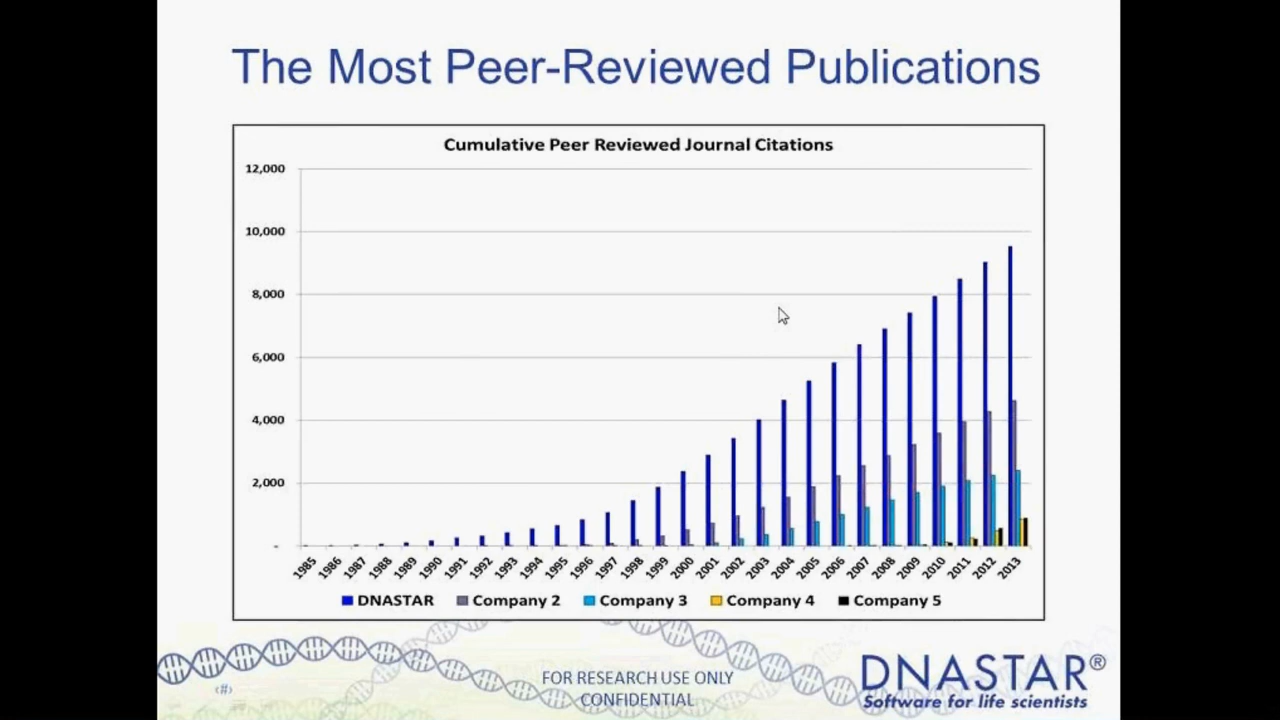 The Most Peer-Reviewed Publications
Cumulative Peer Reviewed Journal Citations
12,000
10,000
8,000
6,000
4,000
2,000
-
1985 1986 1987 1988 1989 1990 1991 1992 1993 1994 1995 1996 1997 1998 1999 2000 2001 2002 2003 2004 2005 2006 2007 2008 2009 2010 2011 2012 2013
DNASTAR Company 2 Company 3 Company 4 Company 5
FOR RESEARCH USE ONLY
CONFIDENTIAL
‹#›
DNASTAR®
Software for life scientists